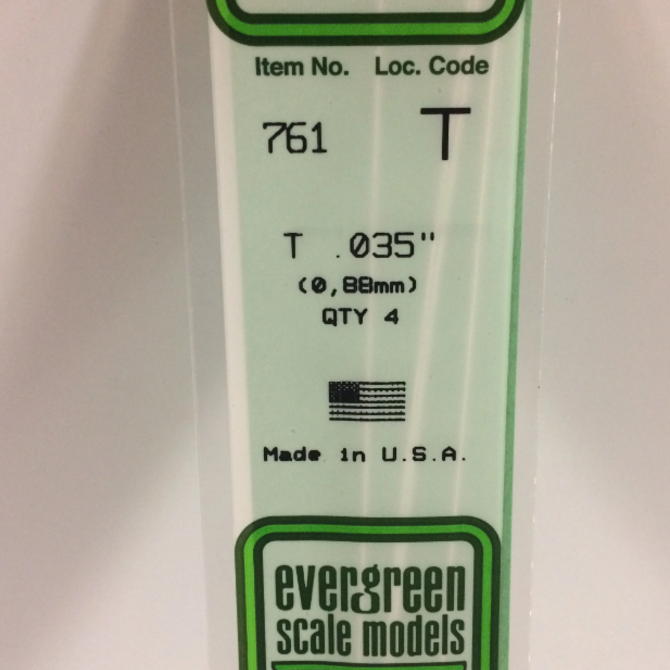 Item No. Loc. Code
761 T
T .035"
(0,88mm)
QTY 4
Made in U.S.A.
evergreen
scale models